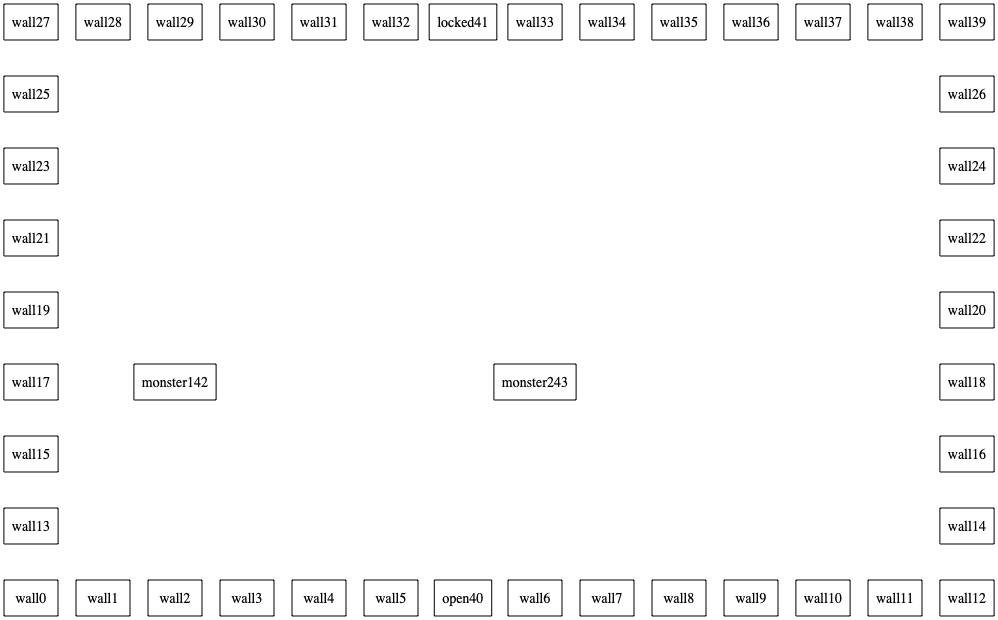 wall27 wall28 wall29 wall30 wall31 wall32 locked41 wall33 wall34 wall35 wall36 wall37 wall38 wall39
wall25 wall26
wall23 wall24
wall21 wall22
wall19 wall20
wall17 monster142 monster243 wall18
wall15 wall16
wall13 wall14
wall0 wall1 wall2 wall3 wall4 wall5 open40 wall6 wall7 wall8 wall9 wall10 wall11 wall12